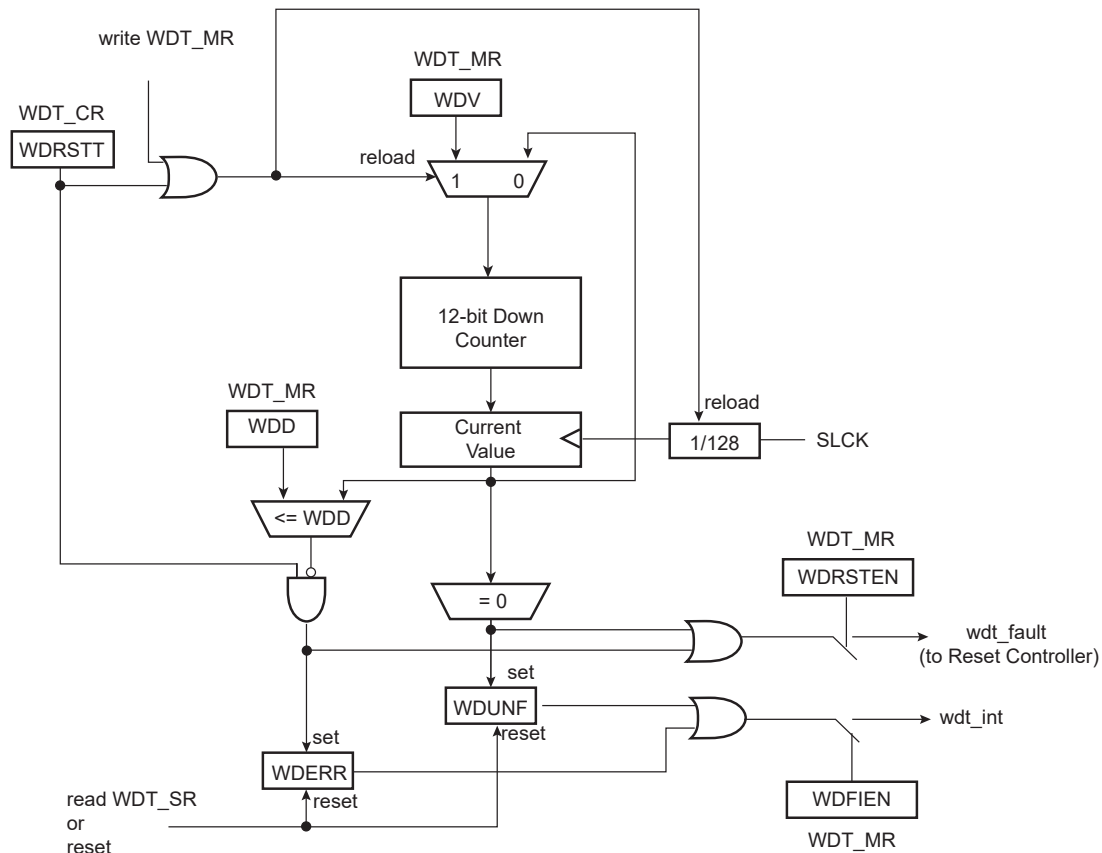 write WDT_MR
WDT_MR
WDV
WDT_CR
WDRSTT
reload
1 0
12-bit Down
Counter
WDT_MR
WDD
reload
Current
Value
1/128
SLCK
<= WDD
WDT_MR
WDRSTEN
= 0
wdt_fault
(to Reset Controller)
set
WDUNF
reset
wdt_int
set
WDERR
reset
read WDT_SR
or
reset
WDFIEN
WDT_MR